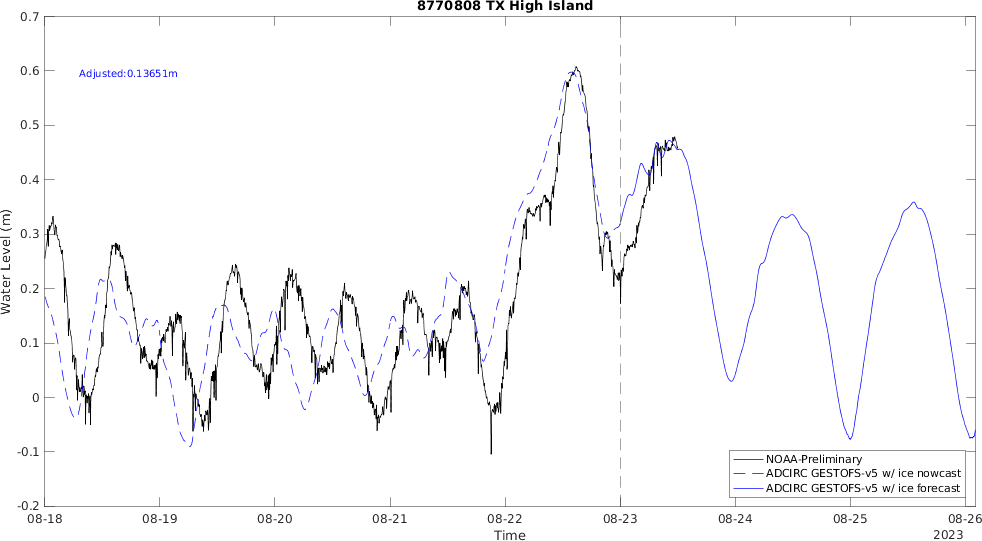 8770808 TX High Island
Adjusted:0.13651m
0.7
0.6
0.5
0.4
0.3
0.2
0.1
0
-0.1
-0.2
Water Level (m)
NOAA-Preliminary
ADCIRC GESTOFS-v5 w/ ice nowcast
ADCIRC GESTOFS-v5 w/ ice forecast
08-18 08-19 08-20 08-21 08-22 08-23 08-24 08-25 08-26
Time
2023